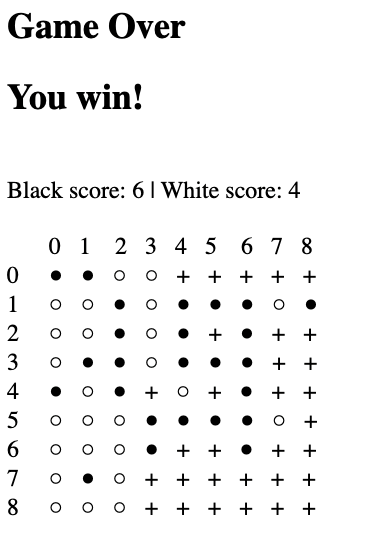 Game Over
You win!
Black score: 6 | White score: 4
0 1 2 3 4 5 6 7 8
0 ● ● ○ ○ + + + + +
1 ○ ○ ● ○ ● ● ● ○ ●
2 ○ ○ ● ○ ● + ● + +
3 ○ ● ● ○ ● ● ● + +
4 ● ○ ● + ○ + ● + +
5 ○ ○ ○ ● ● ● ● ○ +
6 ○ ○ ○ ● + + ● + +
7 ○ ● ○ + + + + + +
8 ○ ○ ○ + + + + + +